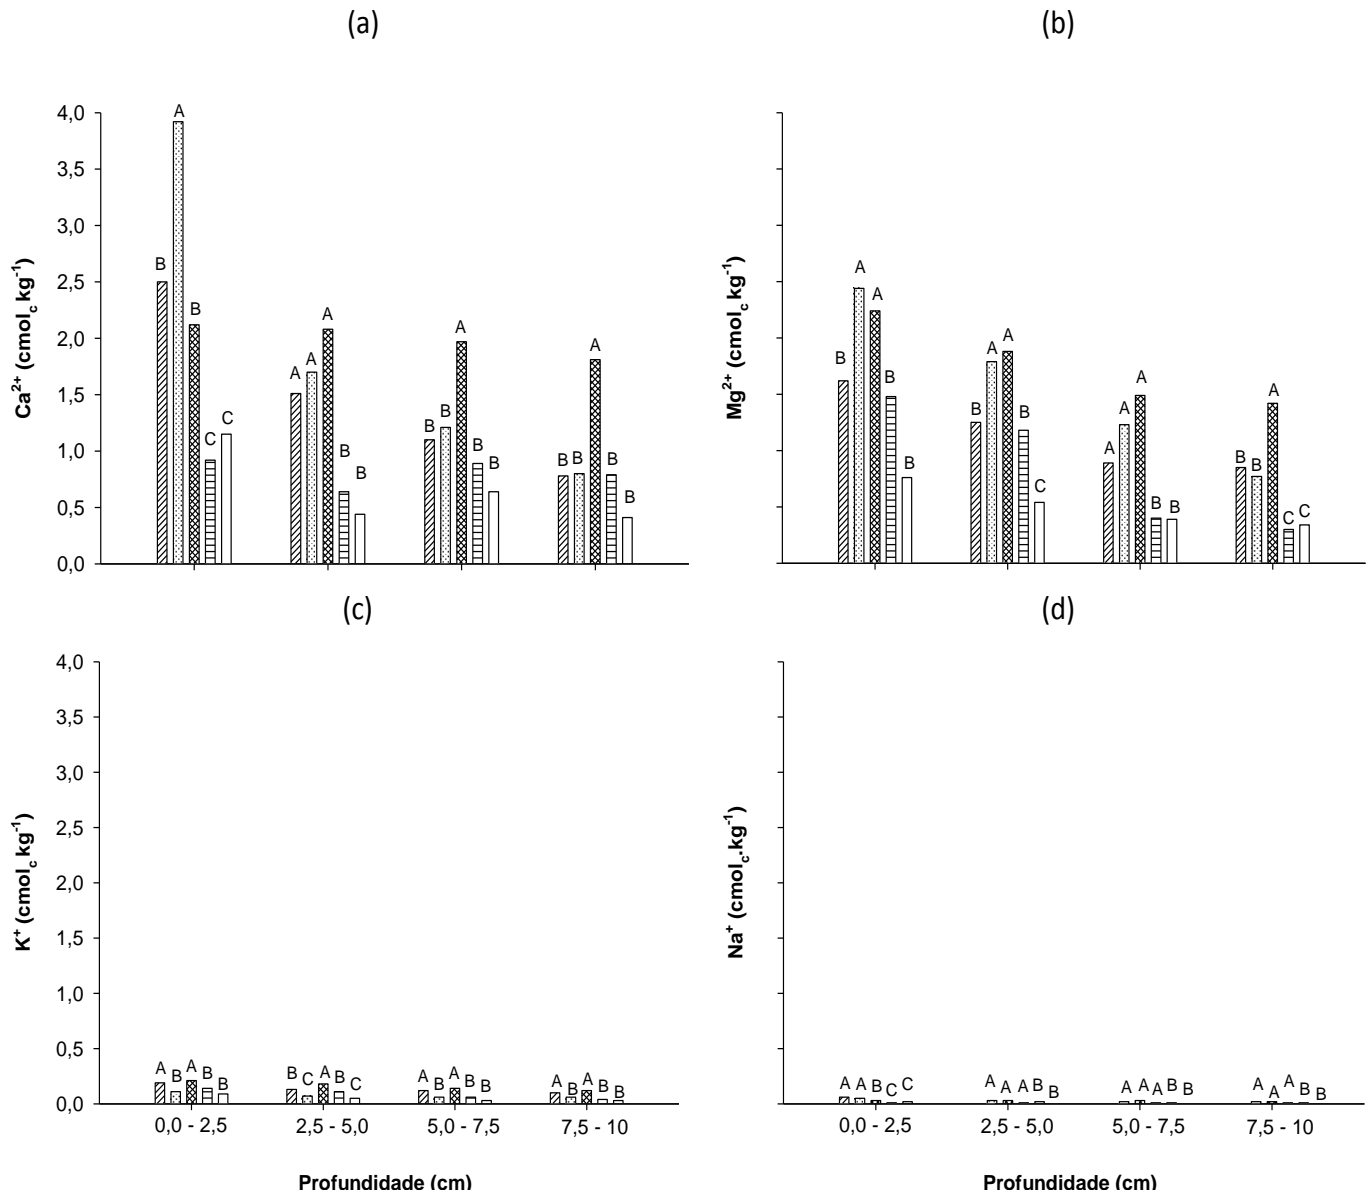 (a)
(b)
Ca2+ (cmolc kg-1)
4,0
3,5
3,0
2,5
2,0
1,5
1,0
0,5
0,0
B A B C C
A A A B B
B B A B B
B B A B B
Mg2+ (cmolc kg-1)
B A A B B
B A A B C
A A A B B
B B A C C
(c)
(d)
K+ (cmolc kg-1)
4,0
3,5
3,0
2,5
2,0
1,5
1,0
0,5
0,0
A B A B B
B C A B C
A B A B B
A B A B B
0,0 - 2,5
2,5 - 5,0
5,0 - 7,5
7,5 - 10
Profundidade (cm)
Na+ (cmolc.kg-1)
A A B C C
A A A B B
A A A B B
A A A B B
0,0 - 2,5
2,5 - 5,0
5,0 - 7,5
7,5 - 10
Profundidade (cm)